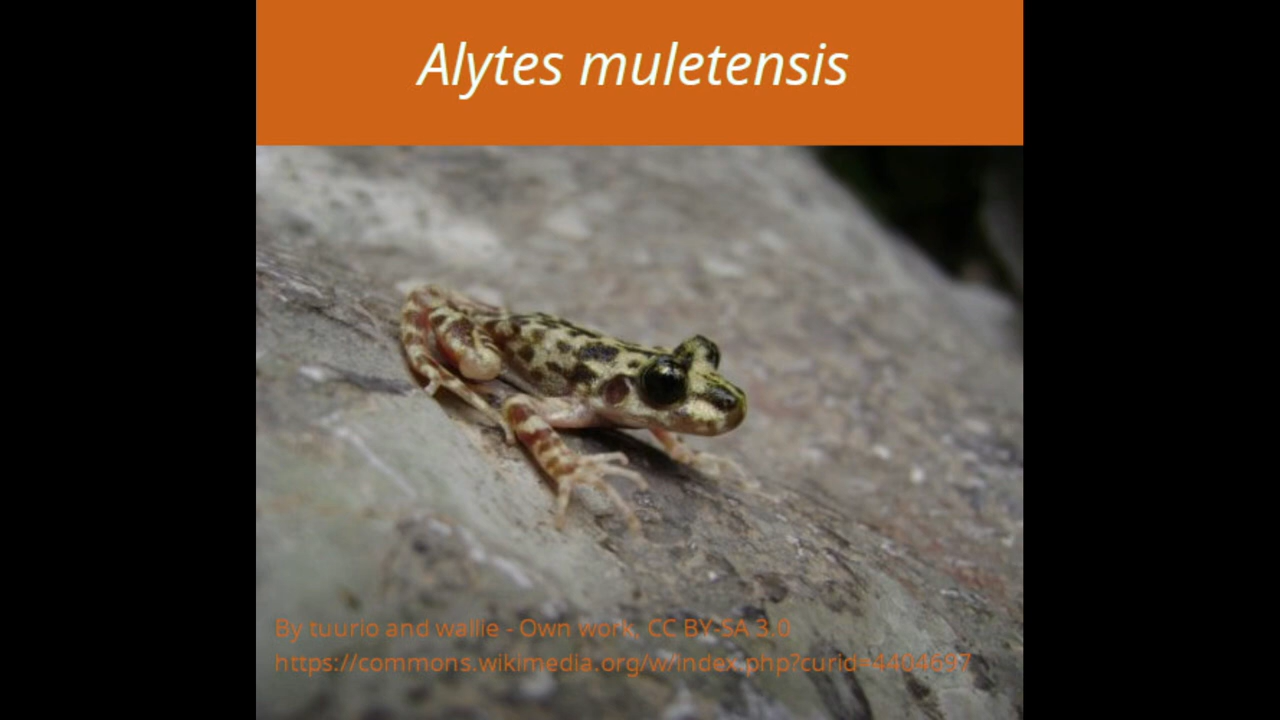 Alytes muletensis
By tuurio and wallie - Own work, CC BY-SA 3.0
https://commons.wikimedia.org/w/index.php?curid=4404697